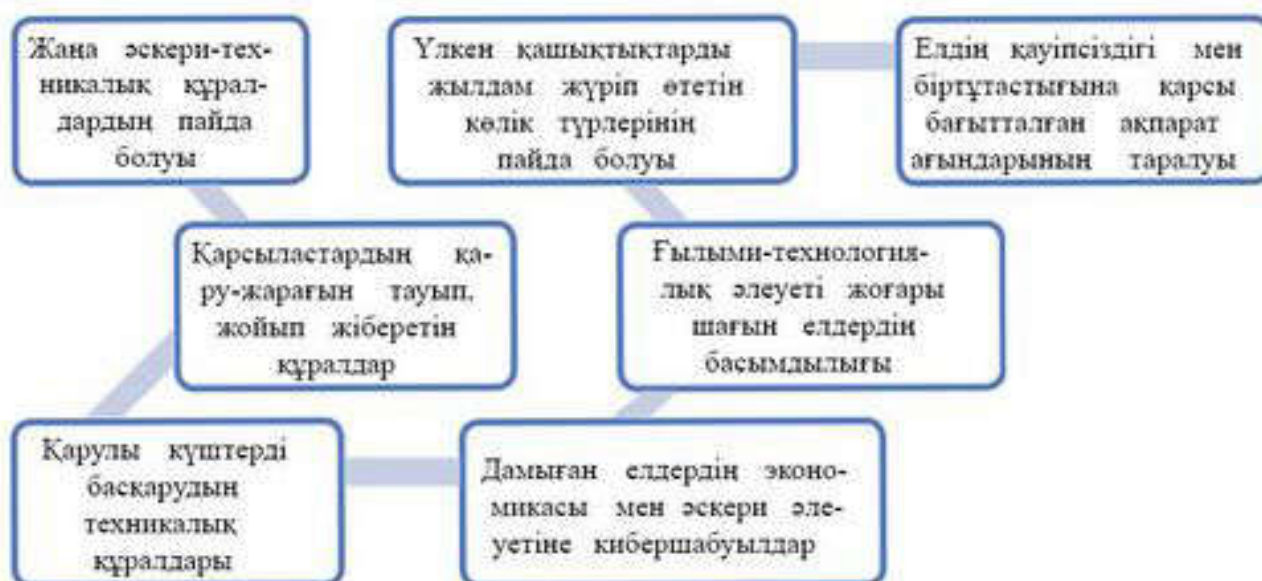 Жаңа әскери-тех-
никалық құрал-
дардың пайда
болуы
Қарсыластардың қа-
ру-жарағын тауып,
жойып жіберетін
құралдар
Қарулы күштерді
басқарудың
техникалық
құралдары
Дамыған елдердің эконо-
микасы мен әскери әле-
уетіне кибершабуылдар
Ғылыми-технология-
лық әлеуеті жоғары
шағын елдердің
басымдылығы
Үлкен қашықтықтарды
жылдам жүріп өтетін
көлік түрлерінің
пайда болуы
Елдің қауіпсіздігі мен
біртұтастығына қарсы
бағытталған ақпарат
ағындарының таралуы